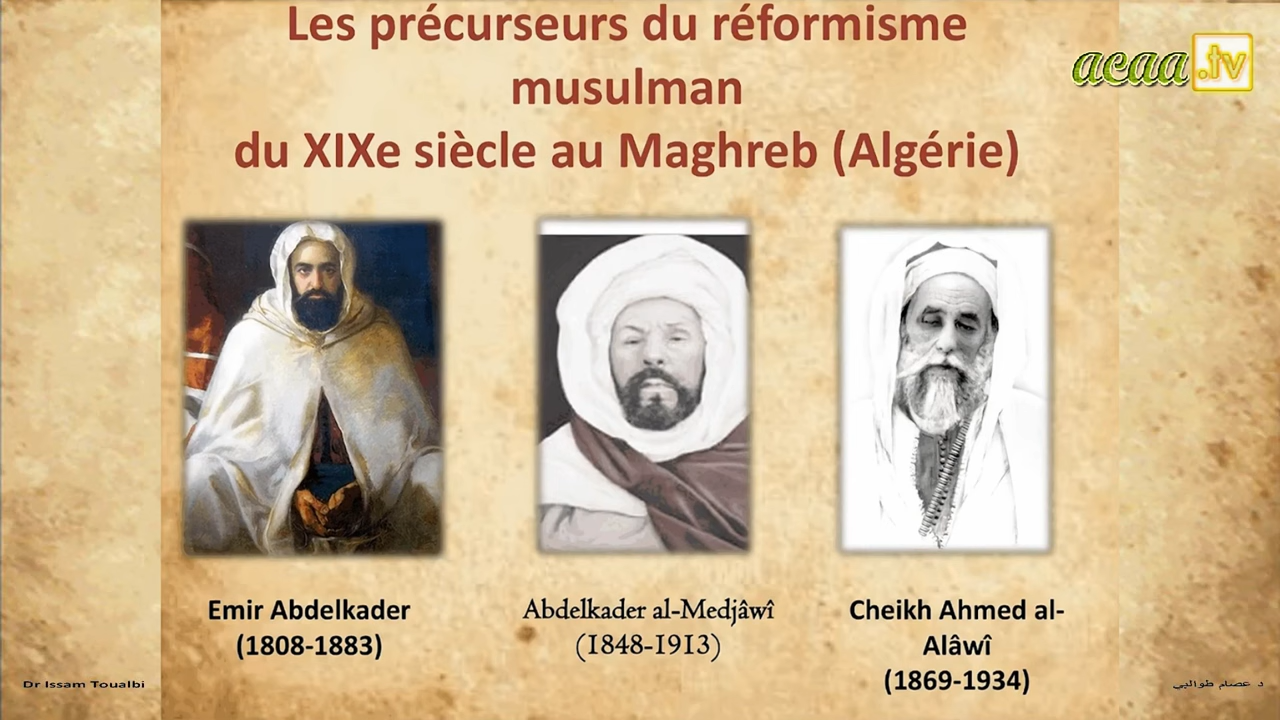 Les précurseurs du réformisme
musulman
du XIXe siècle au Maghreb (Algérie)
acaa.tv
Emir Abdelkader
(1808-1883)
Abdelkader al-Medjâwî
(1848-1913)
Cheikh Ahmed al-
Alâwî
(1869-1934)
Dr Issam Toualbi
د عصام طوالبي